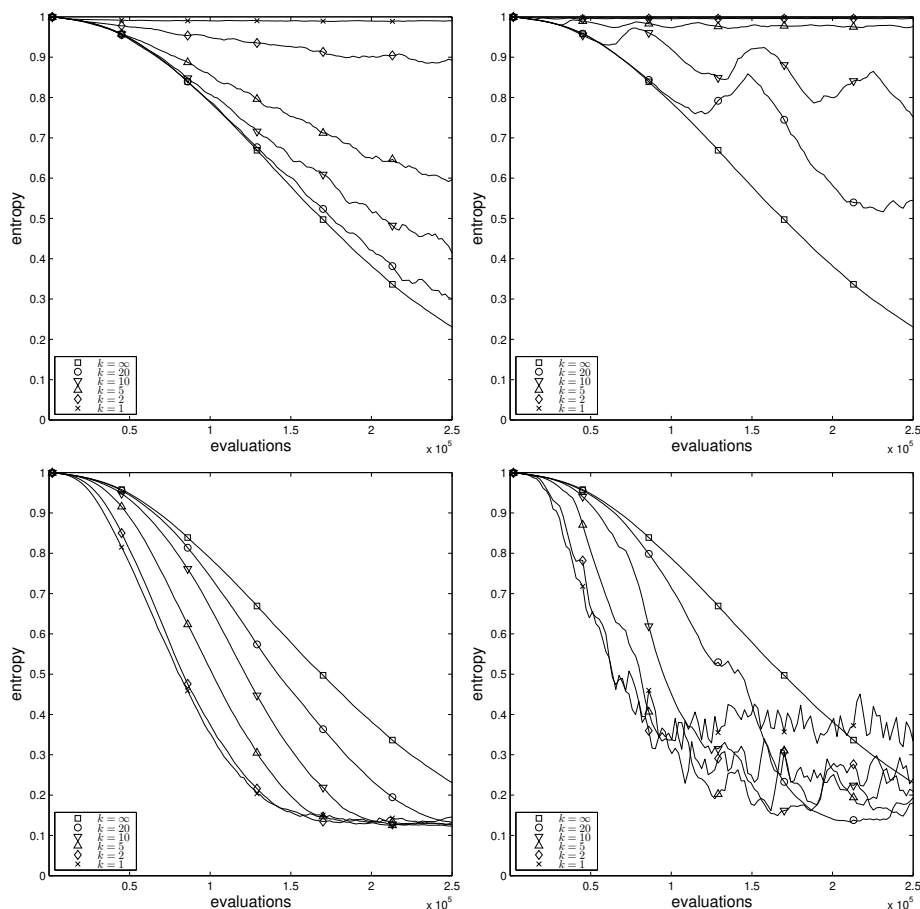 1
0.9
0.8
0.7
0.6
0.5
0.4
0.3
0.2
0.1
0
entropy
k = ∞
k = 20
k = 10
k = 5
k = 2
k = 1
0.5 1 1.5 2 2.5
evaluations
x 10^5
1
0.9
0.8
0.7
0.6
0.5
0.4
0.3
0.2
0.1
0
entropy
k = ∞
k = 20
k = 10
k = 5
k = 2
k = 1
0.5 1 1.5 2 2.5
evaluations
x 10^5
1
0.9
0.8
0.7
0.6
0.5
0.4
0.3
0.2
0.1
0
entropy
k = ∞
k = 20
k = 10
k = 5
k = 2
k = 1
0.5 1 1.5 2 2.5
evaluations
x 10^5
1
0.9
0.8
0.7
0.6
0.5
0.4
0.3
0.2
0.1
0
entropy
k = ∞
k = 20
k = 10
k = 5
k = 2
k = 1
0.5 1 1.5 2 2.5
evaluations
x 10^5